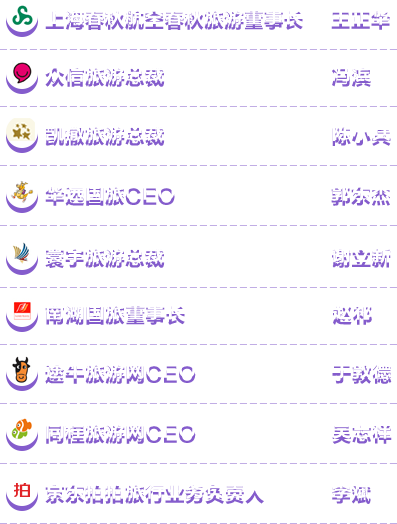 上海春秋航空春秋旅游董事长 王正华
众信旅游总裁 冯滨
凯撒旅游总裁 陈小兵
华远国旅CEO 郭东杰
寰宇旅游总裁 谢立新
南湖国旅董事长 赵祁
途牛旅游网CEO 于敦德
同程旅游网CEO 吴志祥
拍 京东拍拍旅行业务负责人 李斌